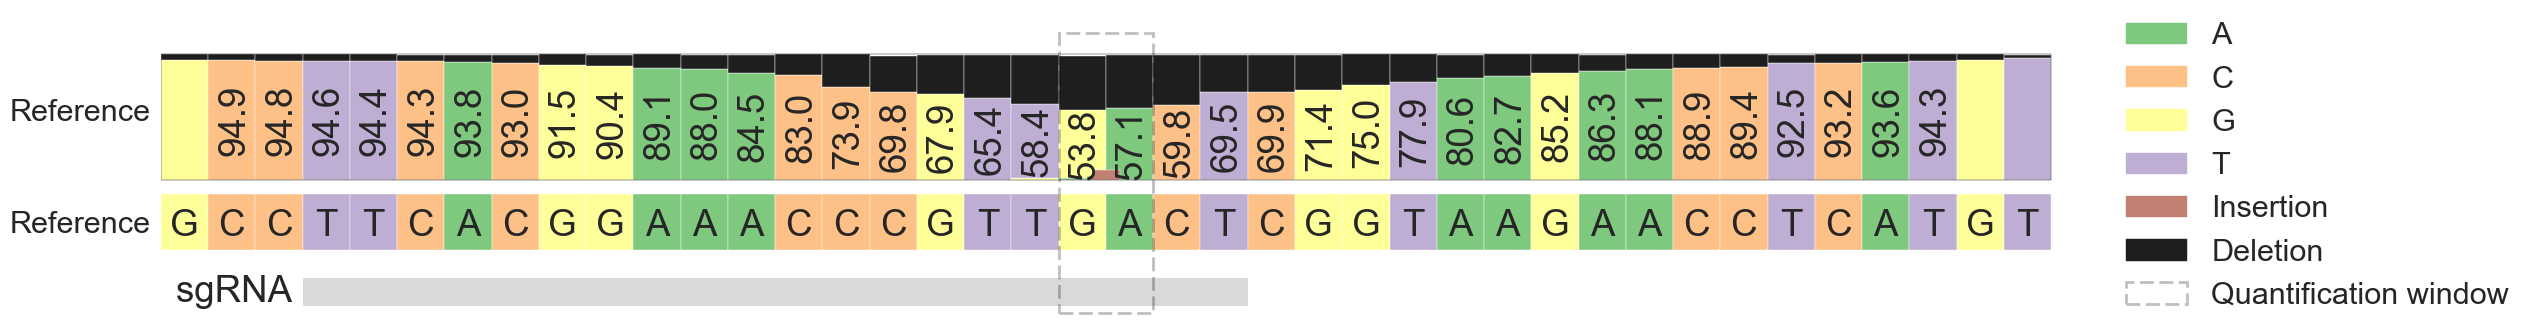 Reference 94.9 94.8 94.6 94.4 94.3 93.8 93.0 91.5 90.4 89.1 88.0 84.5 83.0 73.9 69.8 67.9 65.4 58.4 53.8 57.1 59.8 69.5 69.9 71.4 75.0 77.9 80.6 82.7 85.2 86.3 88.1 88.9 89.4 92.5 93.2 93.6 94.3
Reference G C C T T C A C G G A A A C C C G T T G A C T C G G T A A G A A C C T C A T G T
sgRNA
A
C
G
T
Insertion
Deletion
Quantification window